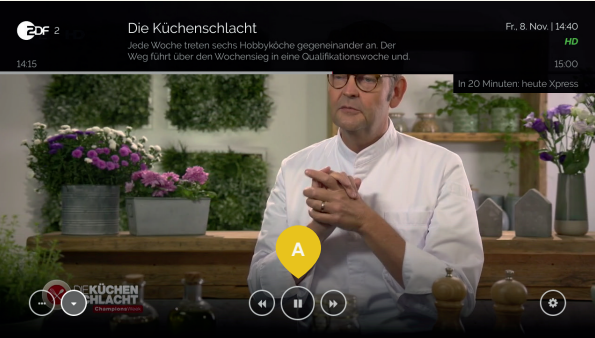 ZDF 2
Die Küchenschlacht
Fr., 8. Nov. | 14:40
Jede Woche treten sechs Hobbyköche gegeneinander an. Der
HD
Weg führt über den Wochensieg in eine Qualifikationswoche und.
14:15
15:00
In 20 Minuten: heute Xpress
A
DIE KÜCHEN
SCHLACHT
ChampionsWeek